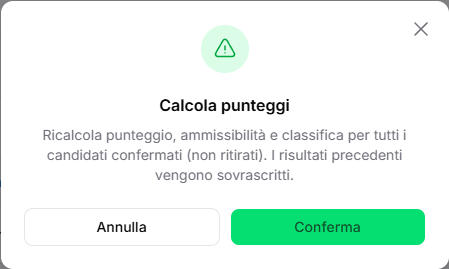 Calcola punteggi
Ricalcola punteggio, ammissibilità e classifica per tutti i
candidati confermati (non ritirati). I risultati precedenti
vengono sovrascritti.
Annulla
Conferma